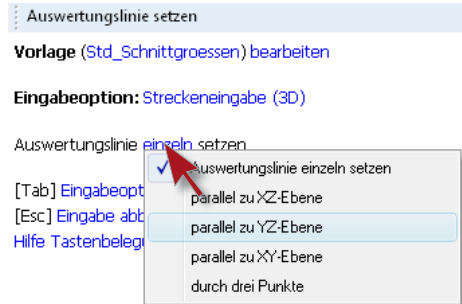 Auswertungslinie setzen
Vorlage (Std_Schnittgroessen) bearbeiten
Eingabeoption: Streckeneingabe (3D)
Auswertungslinie einzeln setzen
Auswertungslinie einzeln setzen
[Tab] Eingabeopt
parallel zu XZ-Ebene
[Esc] Eingabe abb
parallel zu YZ-Ebene
Hilfe Tastenbeleg
parallel zu XY-Ebene
durch drei Punkte